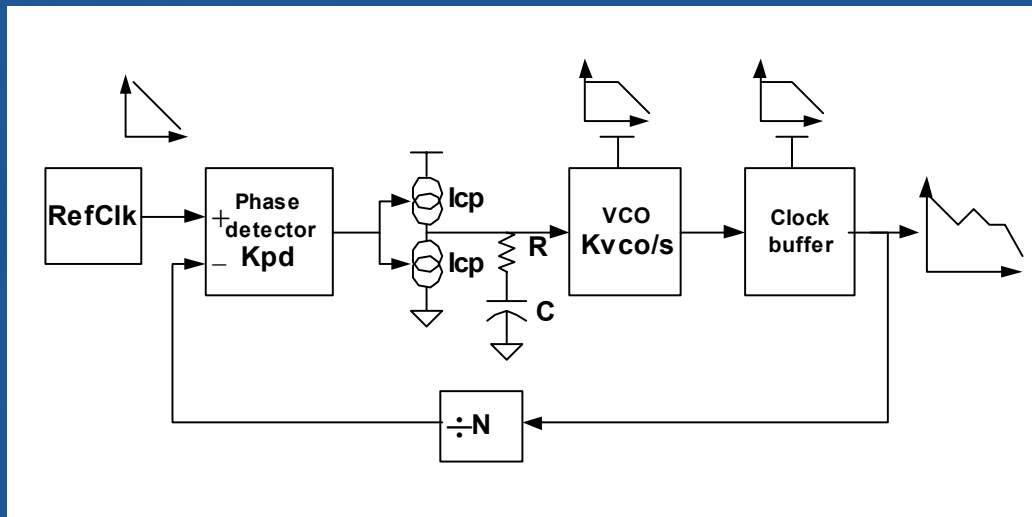 RefClk
+
−
Phase
detector
Kpd
Icp
Icp
R
C
VCO
Kvco/s
Clock
buffer
÷N